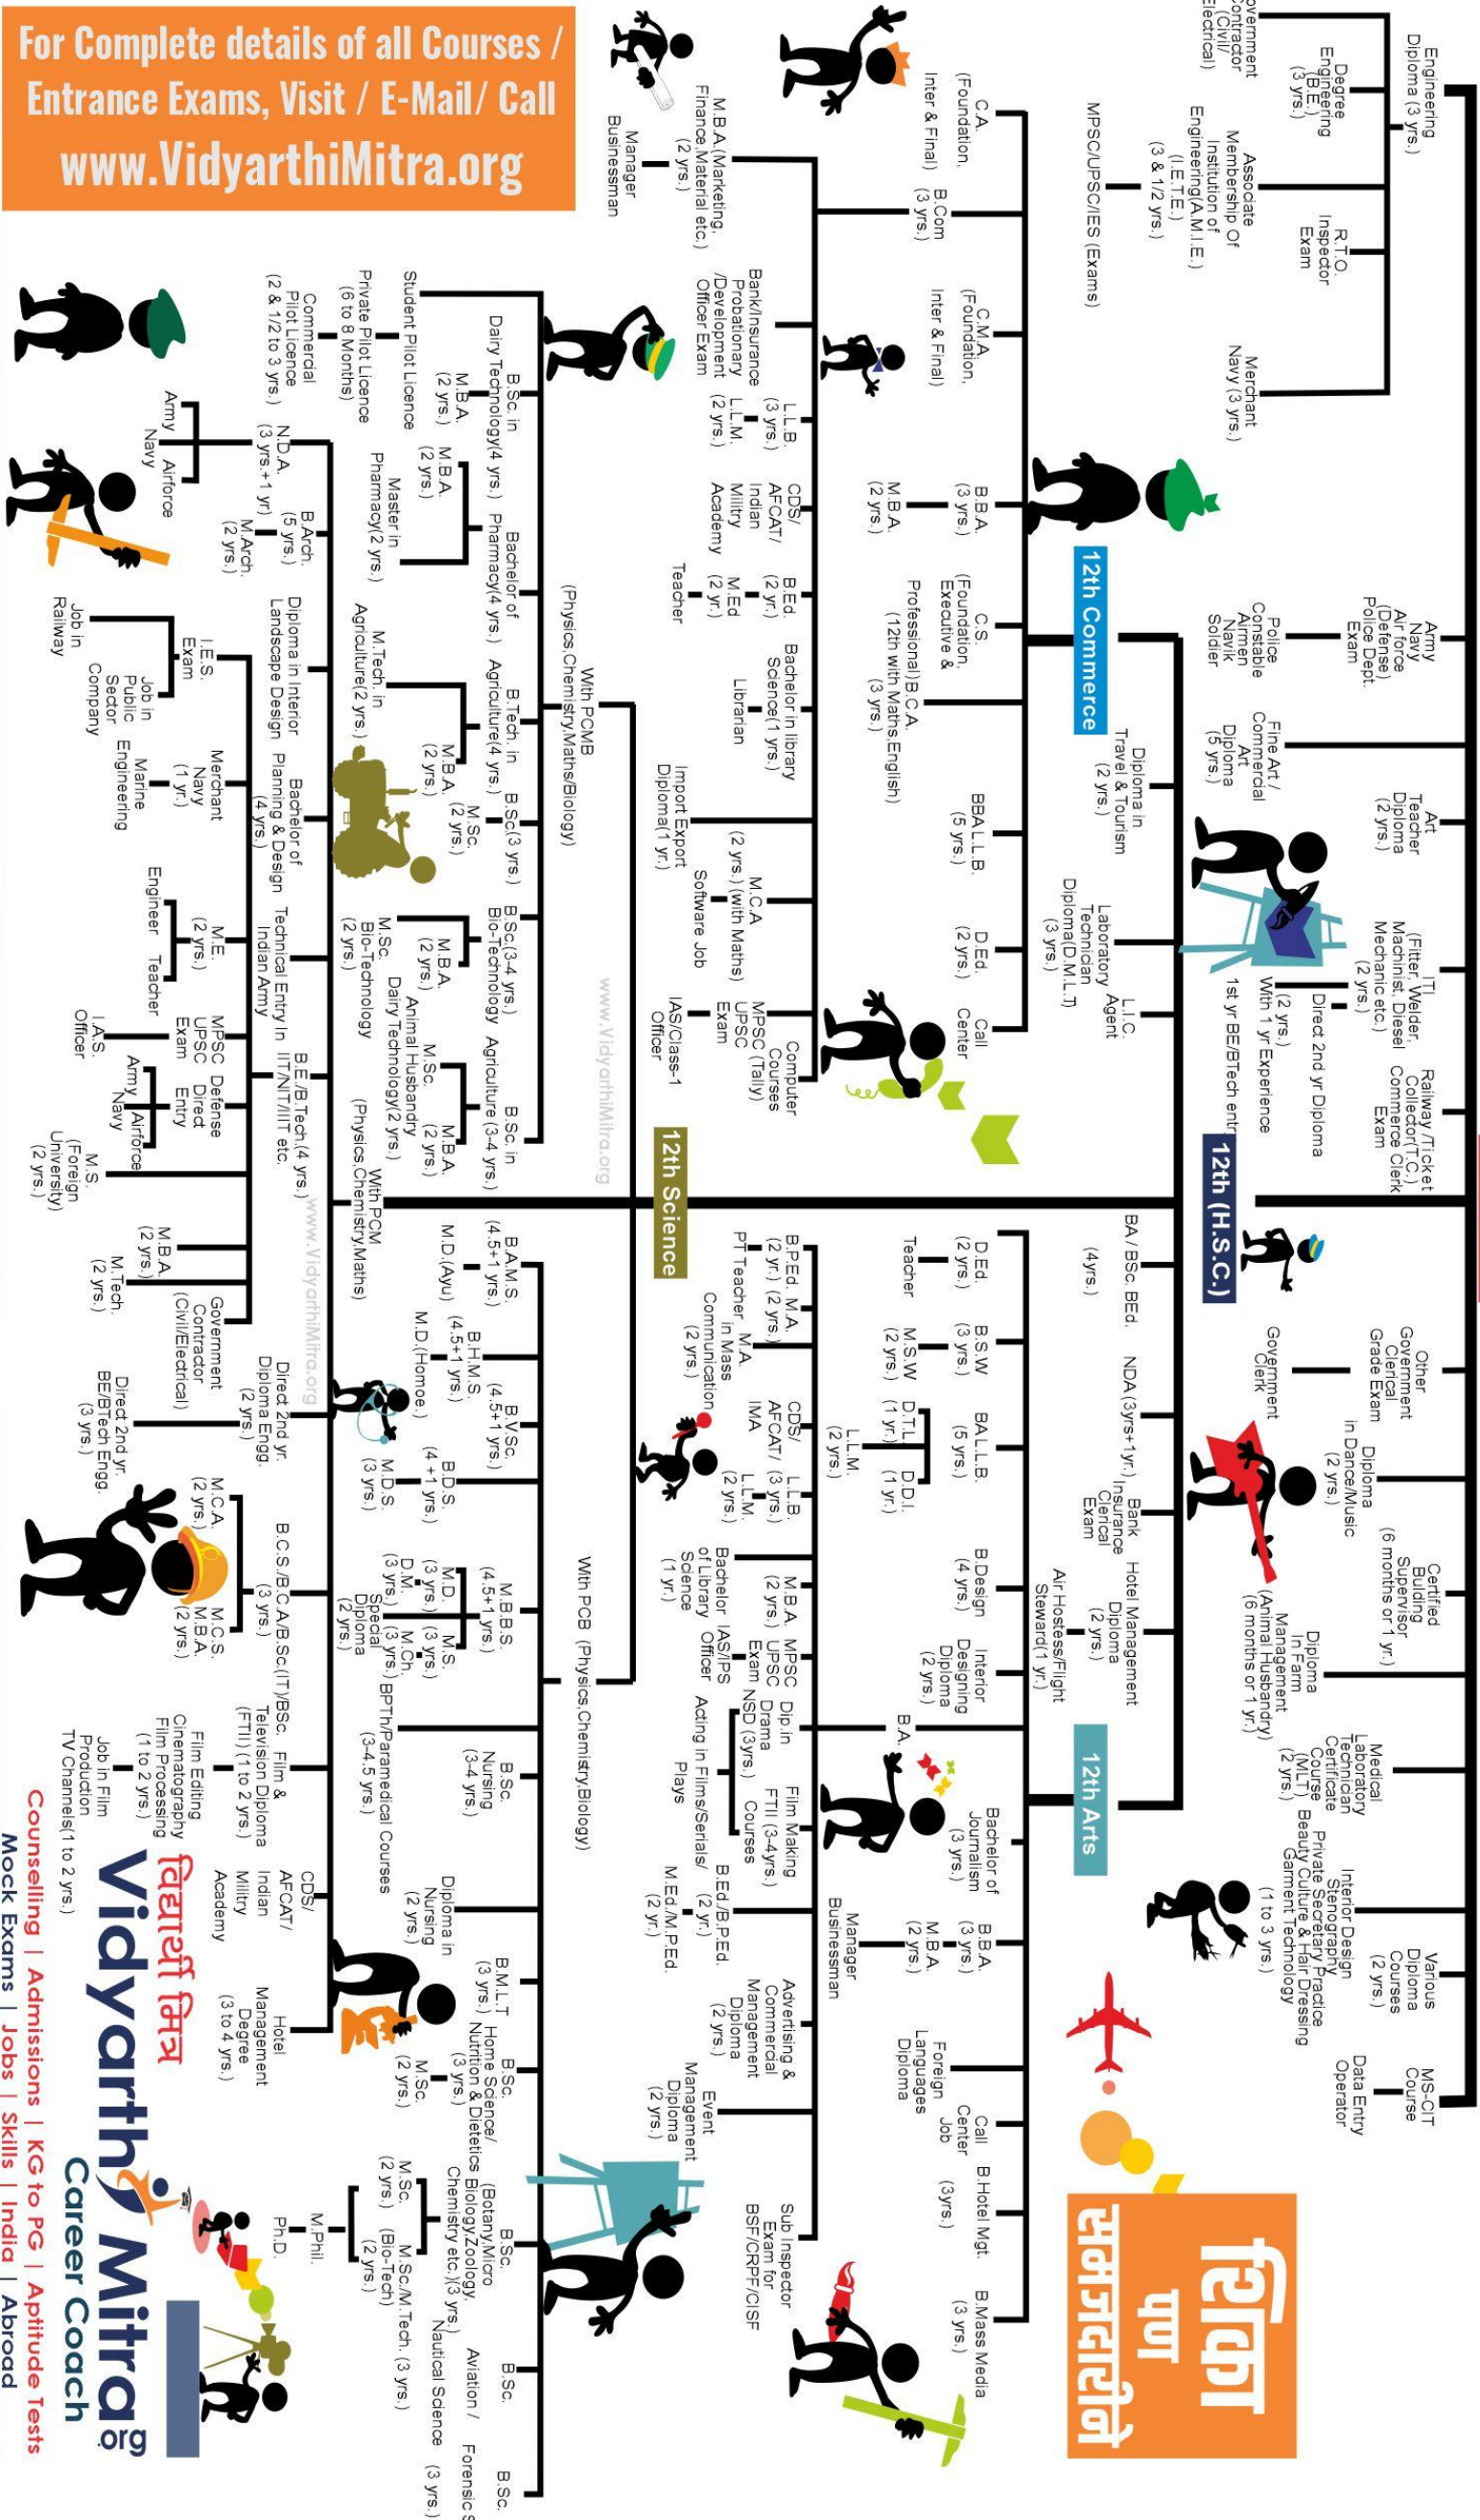 Engineering
Diploma (3 yrs.)
Degree
Engineering
(B.E.)
(3 yrs.)
Associate
Membership Of
Institution of
Engineering(A.M.I.E.)
(I.E.T.E.)
(3 & 1/2 yrs.)
MPSC/UPSC/IES (Exams)
R.T.O.
Inspector
Exam
Merchant
Navy (3 yrs.)
Army
Navy
Air force
(Defense)
Police Dept.
Exam
Police
Constable
Armen
Navik
Soldier
Fine Art /
Commercial
Art
Diploma
(5 yrs.)
Art
Teacher
Diploma
(2 yrs.)
ITI
(Fitter, Welder,
Machinist, Diesel
Mechanic etc.)
(2 yrs.)
Direct 2nd yr Diploma
(2 yrs.)
With 1 yr Experience
1st yr BE/BTech entr
Railway /Ticket
Collector(T.C.)
Commerce Clerk
Exam
12th (H.S.C.)
Other
Government
Clerical
Grade Exam
Government
Clerk
Diploma
in Dance/Music
(2 yrs.)
Certified
Building
Supervisor
(6 months or 1 yr.)
Diploma
In Farm
Management
(Animal Husbandry)
(6 months or 1 yr.)
Medical
Laboratory
Technician
Certificate
Course
(MLT)
(2 yrs.)
Interior Design
Stenography
Private Secretary Practice
Beauty Culture & Hair Dressing
Garment Technology
(1 to 3 yrs.)
Various
Diploma
Courses
(2 yrs.)
MS-CIT
Course
Data Entry
Operator
शिका
पण
समजदारीने
12th Commerce
Diploma in
Travel & Tourism
(2 yrs.)
Laboratory
Technician
Diploma(D.M.L.T)
(3 yrs.)
L.I.C.
Agent
BA / BSc. BEd.
(4yrs.)
NDA (3yrs+1yr.)
Bank
Insurance
Clerical
Exam
Hotel Management
Diploma
(2 yrs.)
Air Hostess/Flight
Steward(1 yr.)
12th Arts
C.A.
(Foundation,
Inter & Final)
B.Com
(3 yrs.)
C.M.A.
(Foundation,
Inter & Final)
B.B.A.
(3 yrs.)
M.B.A.
(2 yrs.)
C.S.
(Foundation,
Executive &
Professional)
B.C.A.
(12th with Maths,English)
(3 yrs.)
BBA L.L.B.
(5 yrs.)
D.Ed.
(2 yrs.)
Call
Center
M.B.A.(Marketing,
Finance,Material etc.)
(2 yrs.)
Manager
Businessman
Bank/Insurance
Probationary
/Development
Officer Exam
L.L.B.
(3 yrs.)
L.L.M.
(2 yrs.)
CDS/
AFCAT/
Indian
Militry
Academy
B.Ed.
(2 yr.)
M.Ed
(2 yr.)
Teacher
Bachelor in library
Science(1 yrs.)
Librarian
Import Export
Diploma(1 yr.)
M.C.A
(2 yrs.) (with Maths)
Software Job
MPSC
UPSC
Exam
IAS/Class-1
Officer
Computer
Courses
(Tally)
D.Ed.
(2 yrs.)
Teacher
B.S.W
(3 yrs.)
M.S.W
(2 yrs.)
BA L.L.B.
(5 yrs.)
D.T.L.
(1 yr.)
D.D.I.
(1 yr.)
L.L.M.
(2 yrs.)
B.Design
(4 yrs.)
Interior
Designing
Diploma
(2 yrs.)
B.A.
Bachelor of
Journalism
(3 yrs.)
B.B.A.
(3 yrs.)
M.B.A.
(2 yrs.)
Manager
Businessman
Foreign
Languages
Diploma
Call
Center
Job
B.Hotel Mgt.
(3yrs.)
B.Mass Media
(3 yrs.)
B.P.Ed.
(2 yr.)
PT Teacher
M.A.
(2 yrs.)
M.A.
in Mass
Communication
(2 yrs.)
CDS/
AFCAT/
IMA
L.L.B.
(3 yrs.)
L.L.M.
(2 yrs.)
Bachelor
of Library
Science
(1 yr.)
M.B.A.
(2 yrs.)
MPSC
UPSC
Exam
IAS/IPS
Officer
Dip.in
Drama
NSD (3yrs.)
Film Making
FTII (3-4yrs.)
Courses
Acting in Films/Serials/
Plays
B.Ed./B.P.Ed.
(2 yr.)
M.Ed./M.P.Ed.
(2 yr.)
Advertising &
Commercial
Management
Diploma
(2 yrs.)
Event
Management
Diploma
(2 yrs.)
Sub Inspector
Exam for
BSF/CRPF/CISF
12th Science
www.VidyarthiMitra.org
With PCMB
(Physics,Chemistry,Maths/Biology)
Student Pilot Licence
Private Pilot Licence
(6 to 8 Months)
Commercial
Pilot Licence
(2 & 1/2 to 3 yrs.)
B.Sc. in
Dairy Technology(4 yrs.)
M.B.A.
(2 yrs.)
Bachelor of
Pharmacy(4 yrs.)
M.B.A.
(2 yrs.)
Master in
Pharmacy(2 yrs.)
B.Tech. in
Agriculture(4 yrs.)
M.Tech. in
Agriculture(2 yrs.)
M.B.A.
(2 yrs.)
B.Sc(3 yrs.)
M.Sc.
(2 yrs.)
B.Sc.(3-4 yrs.)
Bio-Technology
M.B.A.
(2 yrs.)
M.Sc.
Bio-Technology
(2 yrs.)
B.Sc. in
Agriculture (3-4 yrs.)
M.Sc.
Animal Husbandry
Dairy Technology(2 yrs.)
M.B.A.
(2 yrs.)
With PCB (Physics,Chemistry,Biology)
B.A.M.S.
(4.5+1 yrs.)
M.D.(Ayu)
B.H.M.S.
(4.5+1 yrs.)
M.D.(Homoe.)
B.V.Sc.
(4.5+1 yrs.)
B.D.S.
(4 +1 yrs.)
M.D.S.
(3 yrs.)
M.B.B.S.
(4.5+1 yrs.)
M.D.
(3 yrs.)
M.S.
(3 yrs.)
D.M.
(3 yrs.)
M.Ch.
(3 yrs.)
Special
Diploma
(2 yrs.)
BPTh/Paramedical Courses
(3-4.5 yrs.)
B.Sc.
Nursing
(3-4 yrs.)
Diploma in
Nursing
(2 yrs.)
B.M.L.T
(3 yrs.)
B.Sc.
Home Science/
Nutrition & Dietetics
(3 yrs.)
M.Sc.
(2 yrs.)
B.Sc.
(Botany,Micro
Biology,Zoology,
Chemistry etc.)(3 yrs.)
M.Sc.
(2 yrs.)
M.Sc/M.Tech. (3 yrs.)
(Bio-Tech)
(2 yrs.)
M.Phil.
Ph.D.
B.Sc.
Aviation /
Nautical Science
B.Sc.
Forensic
(3 yrs.)
With PCM
(Physics,Chemistry,Maths)
www.VidyarthiMitra.org
N.D.A.
(3 yrs.+1 yr)
Army
Navy
Airforce
B.Arch.
(5 yrs.)
M.Arch.
(2 yrs.)
Diploma in Interior
Landscape Design
Bachelor of
Planning & Design
(4 yrs.)
Technical Entry In
Indian Army
B.E./B.Tech.(4 yrs.)
IIT/NIT/IIIT etc.
I.E.S.
Exam
Job in
Railway
Job in
Public
Sector
Company
Merchant
Navy
(1 yr.)
Marine
Engineering
M.E.
(2 yrs.)
Engineer
Teacher
MPSC
UPSC
Exam
I.A.S.
Officer
Defense
Direct
Entry
Army
Navy
Airforce
M.S.
(Foreign
University)
(2 yrs.)
M.B.A.
(2 yrs.)
M.Tech.
(2 yrs.)
Government
Contractor
(Civil/Electrical)
Direct 2nd yr.
Diploma Engg.
(2 yrs.)
Direct 2nd yr.
BE/BTech Engg.
(3 yrs.)
B.C.S./B.C.A/B.Sc.(IT)/BSc.
(3 yrs.)
M.C.A.
(2 yrs.)
M.C.S.
M.B.A.
(2 yrs.)
Film &
Television Diploma
(FTII) (1 to 2 yrs.)
Film Editing
Cinematography
Film Processing
(1 to 2 yrs.)
Job in Film
Production
TV Channels(1 to 2 yrs.)
CDS/
AFCAT/
Indian
Militry
Academy
Hotel
Management
Degree
(3 to 4 yrs.)
For Complete details of all Courses /
Entrance Exams, Visit / E-Mail/ Call
www.VidyarthiMitra.org
विद्यार्थी मित्र
Vidyarthi Mitra.org
Career Coach
Counselling | Admissions | KG to PG | Aptitude Tests
Mock Exams | Jobs | Skills | India | Abroad